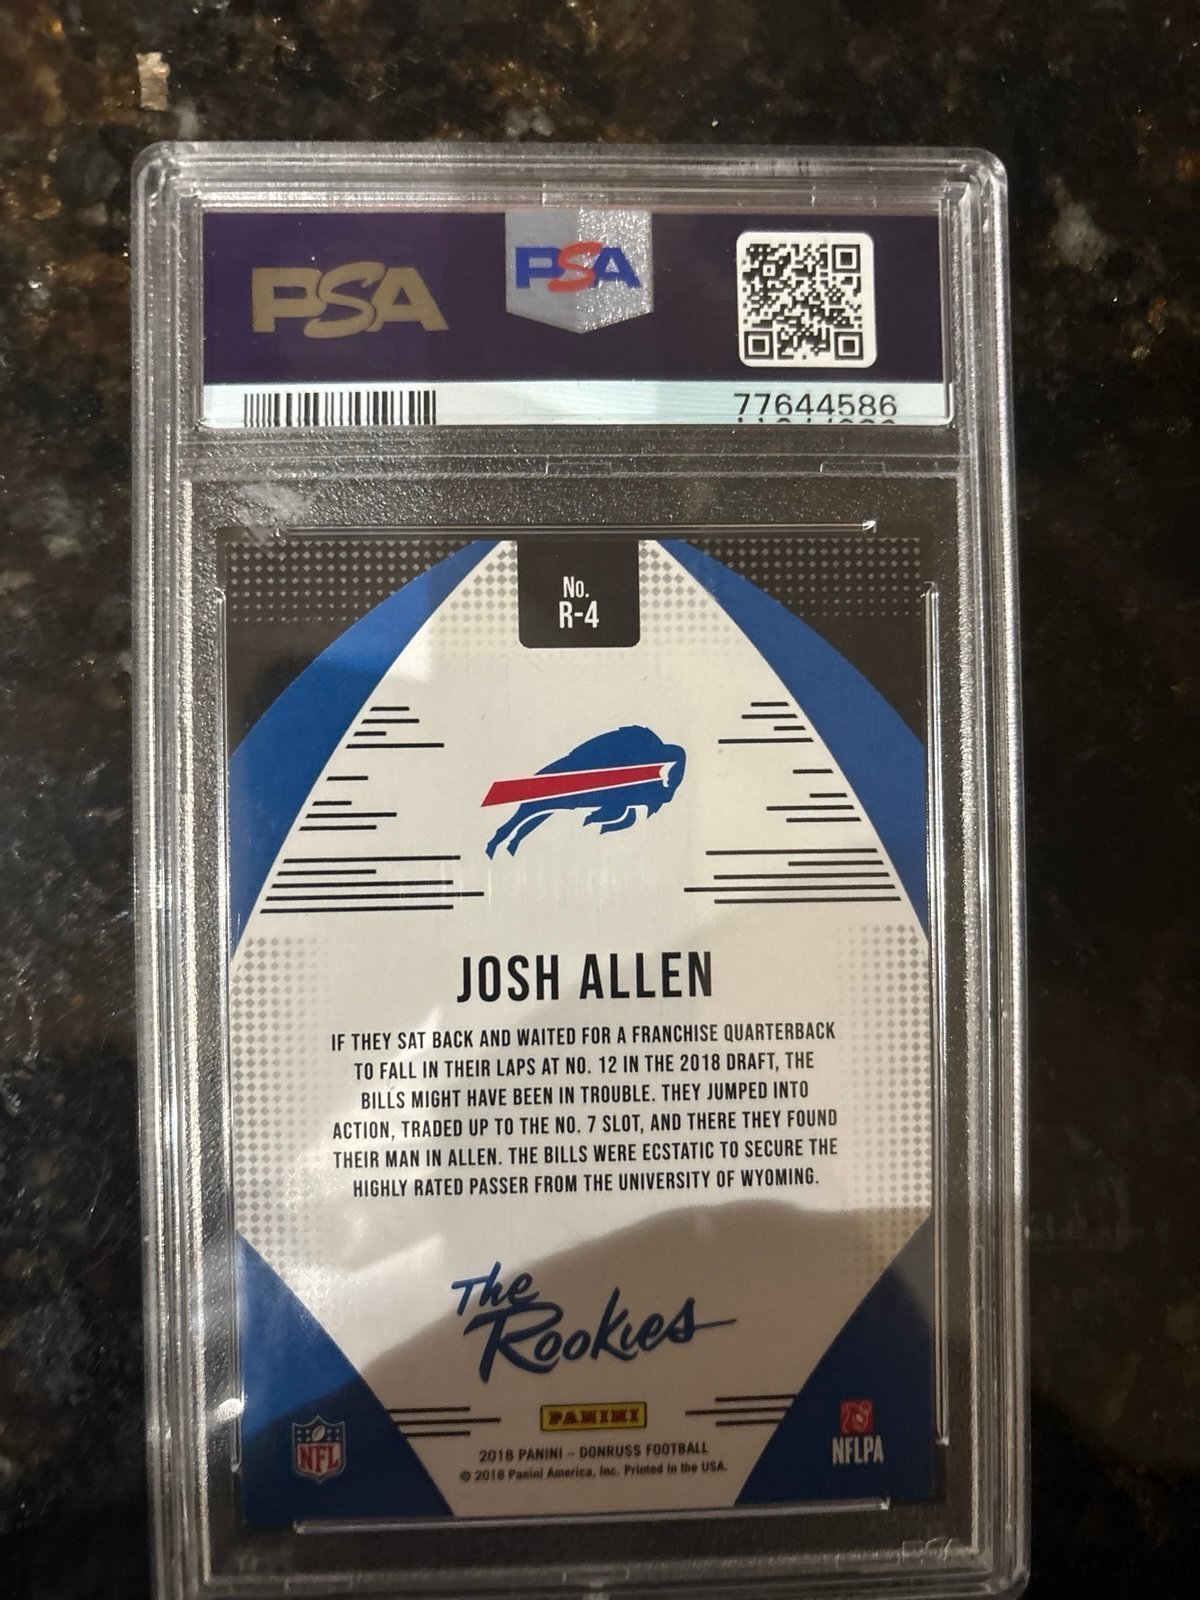 PSA
PSA
77644586
No.
R-4
JOSH ALLEN
IF THEY SAT BACK AND WAITED FOR A FRANCHISE QUARTERBACK
TO FALL IN THEIR LAPS AT NO. 12 IN THE 2018 DRAFT, THE
BILLS MIGHT HAVE BEEN IN TROUBLE. THEY JUMPED INTO
ACTION, TRADED UP TO THE NO. 7 SLOT, AND THERE THEY FOUND
THEIR MAN IN ALLEN. THE BILLS WERE ECSTATIC TO SECURE THE
HIGHLY RATED PASSER FROM THE UNIVERSITY OF WYOMING.
The
Rookies
PANINI
NFL
NFLPA
2018 PANINI – DONRUSS FOOTBALL
© 2018 Panini America, Inc. Printed in the USA.